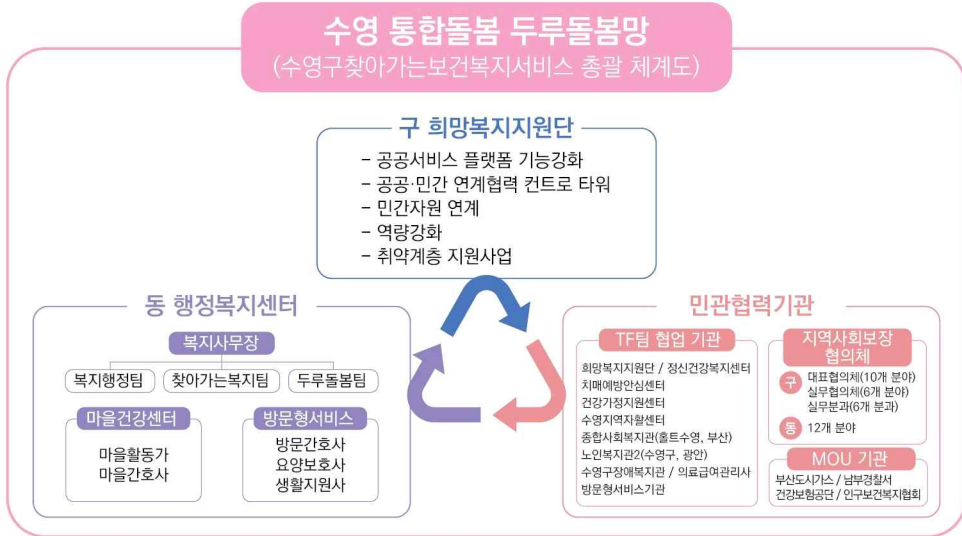 수영 통합돌봄 두루돌봄망
(수영구찾아가는보건복지서비스 총괄 체계도)
구 희망복지지원단
- 공공서비스 플랫폼 기능강화
- 공공·민간 연계협력 컨트로 타워
- 민간자원 연계
- 역량강화
- 취약계층 지원사업
동 행정복지센터
복지사무장
복지행정팀
찾아가는복지팀
두루돌봄팀
마을건강센터
마을활동가
마을간호사
방문형서비스
방문간호사
요양보호사
생활지원사
민관협력기관
TF팀 협업 기관
희망복지지원단 / 정신건강복지센터
치매예방안심센터
건강가정지원센터
수영지역자활센터
종합사회복지관(홀트수영, 부산)
노인복지관2(수영구, 광안)
수영구장애복지관 / 의료급여관리사
방문형서비스기관
지역사회보장
협의체
구 대표협의체(10개 분야)
실무협의체(6개 분야)
실무분과(6개 분과)
동 12개 분야
MOU 기관
부산도시가스 / 남부경찰서
건강보험공단 / 인구보건복지협회